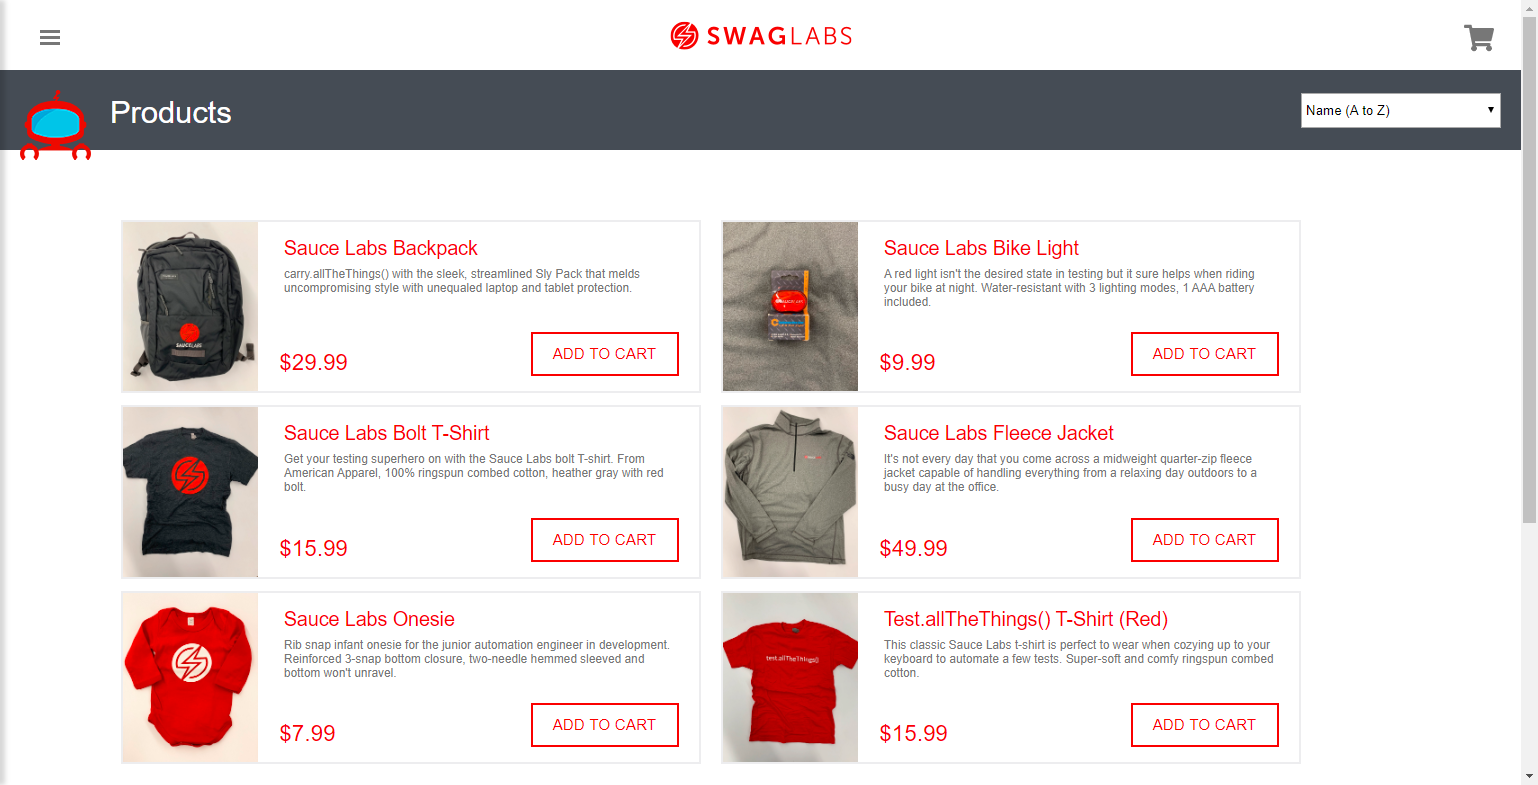 SWAGLABS
Products
Name (A to Z)
Sauce Labs Backpack
carry.allTheThings() with the sleek, streamlined Sly Pack that melds
uncompromising style with unequaled laptop and tablet protection.
$29.99
ADD TO CART
SAUCELABS
Sauce Labs Bike Light
A red light isn't the desired state in testing but it sure helps when riding
your bike at night. Water-resistant with 3 lighting modes, 1 AAA battery
included.
$9.99
ADD TO CART
Sauce Labs Bolt T-Shirt
Get your testing superhero on with the Sauce Labs bolt T-shirt. From
American Apparel, 100% ringspun combed cotton, heather gray with red
bolt.
$15.99
ADD TO CART
Sauce Labs Fleece Jacket
It's not every day that you come across a midweight quarter-zip fleece
jacket capable of handling everything from a relaxing day outdoors to a
busy day at the office.
$49.99
ADD TO CART
Sauce Labs Onesie
Rib snap infant onesie for the junior automation engineer in development.
Reinforced 3-snap bottom closure, two-needle hemmed sleeved and
bottom won't unravel.
$7.99
ADD TO CART
test.allTheThings()
Test.allTheThings() T-Shirt (Red)
This classic Sauce Labs t-shirt is perfect to wear when cozying up to your
keyboard to automate a few tests. Super-soft and comfy ringspun combed
cotton.
$15.99
ADD TO CART